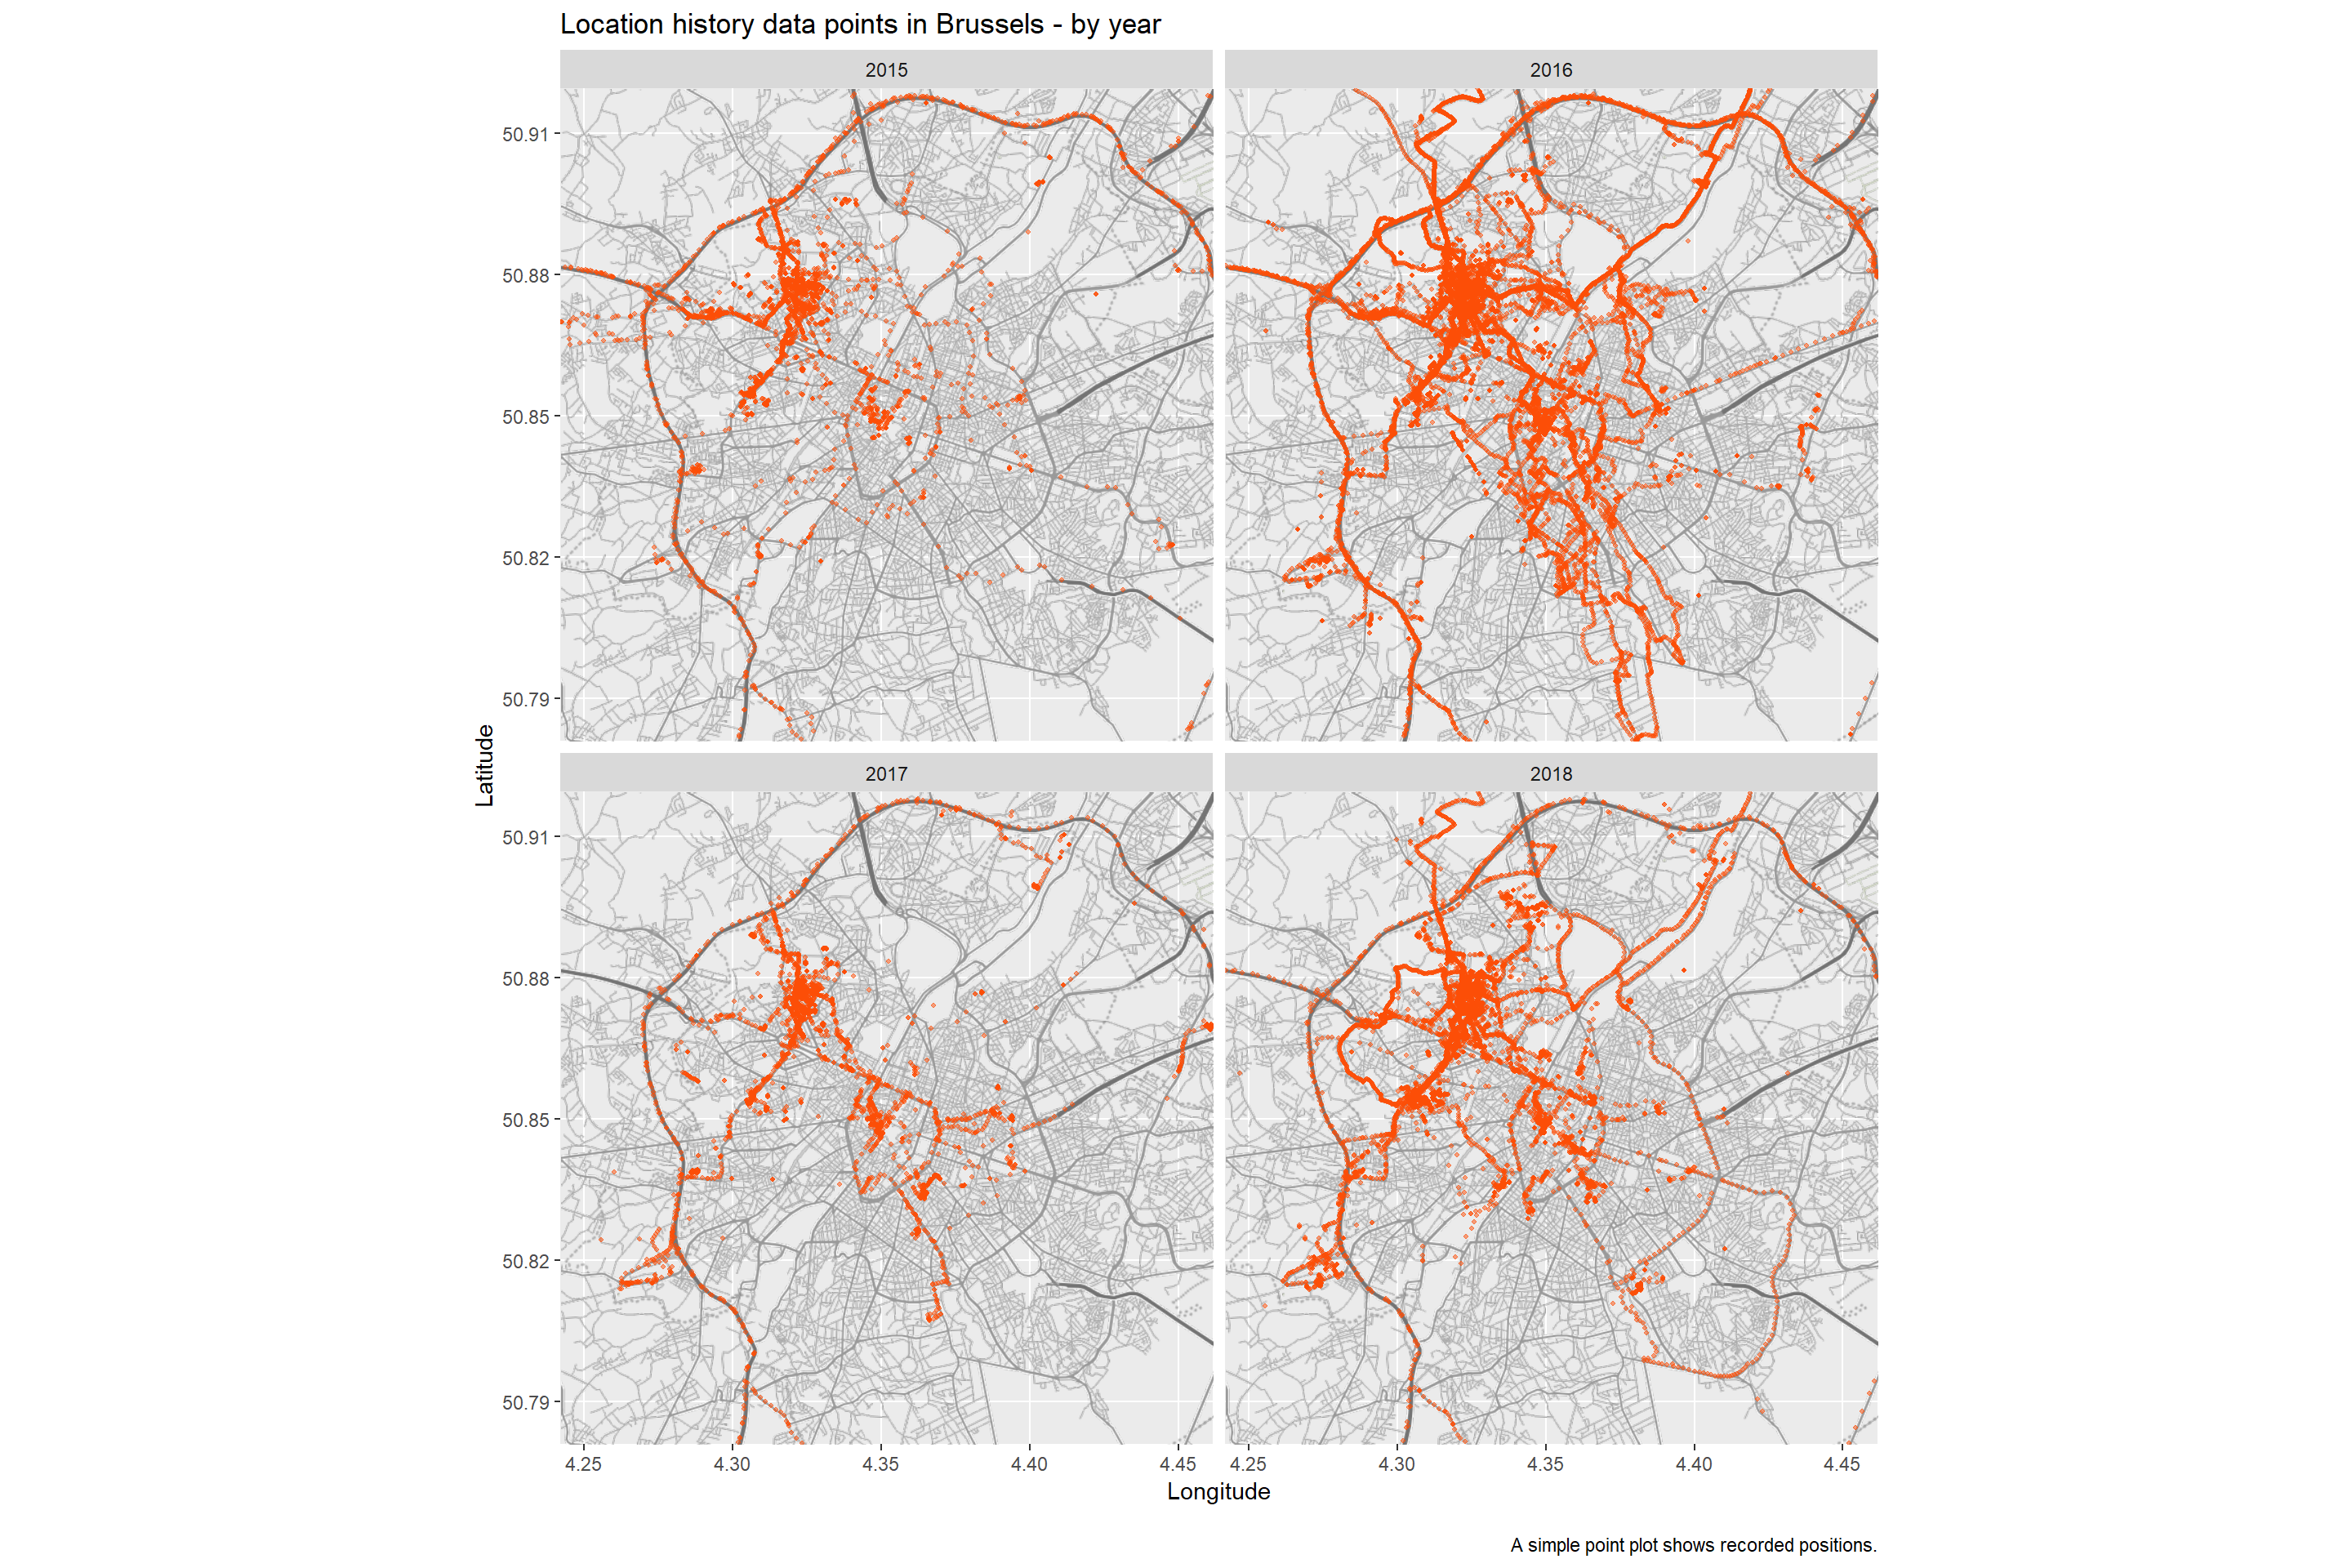 Location history data points in Brussels - by year
2015
2016
50.91
50.88
50.85
50.82
50.79
Latitude
2017
2018
50.91
50.88
50.85
50.82
50.79
4.25 4.30 4.35 4.40 4.45 4.25 4.30 4.35 4.40 4.45
Longitude
A simple point plot shows recorded positions.